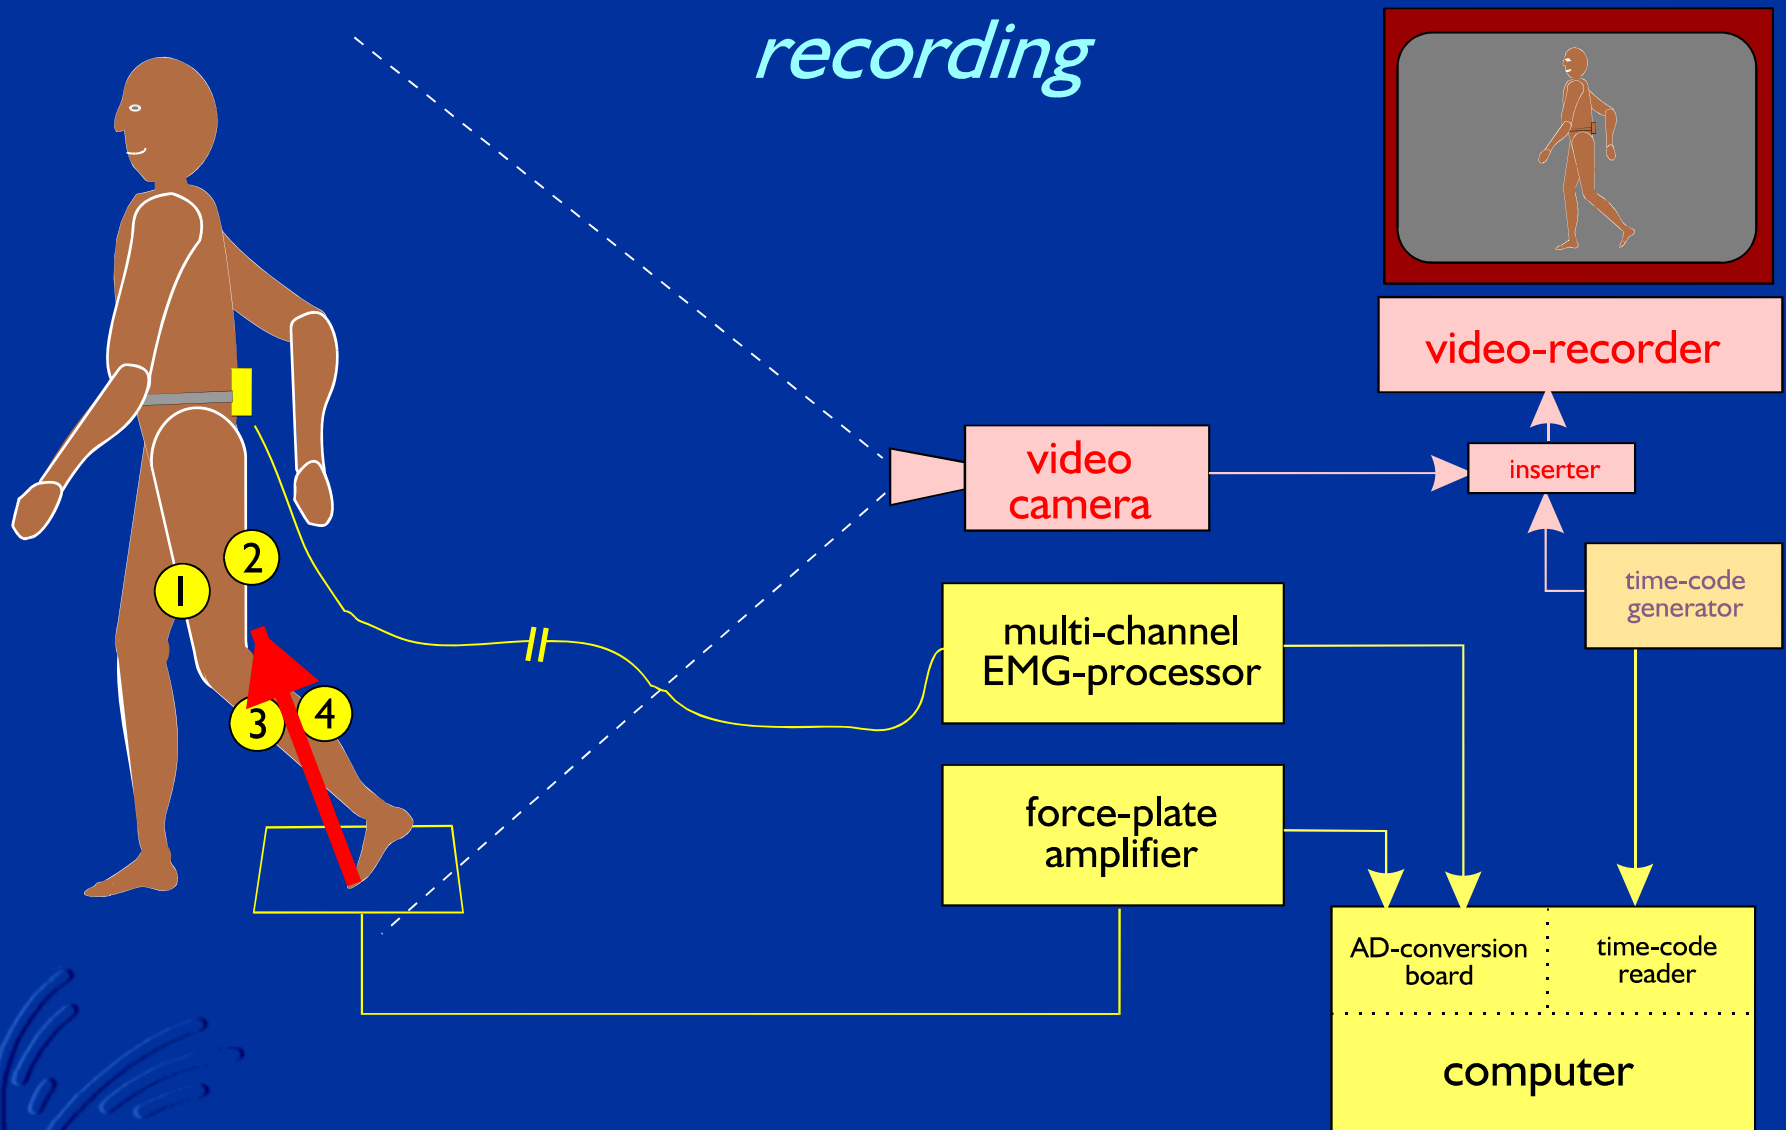 recording
video-recorder
video
camera
inserter
time-code
generator
1
2
3
4
multi-channel
EMG-processor
force-plate
amplifier
AD-conversion
board
time-code
reader
computer